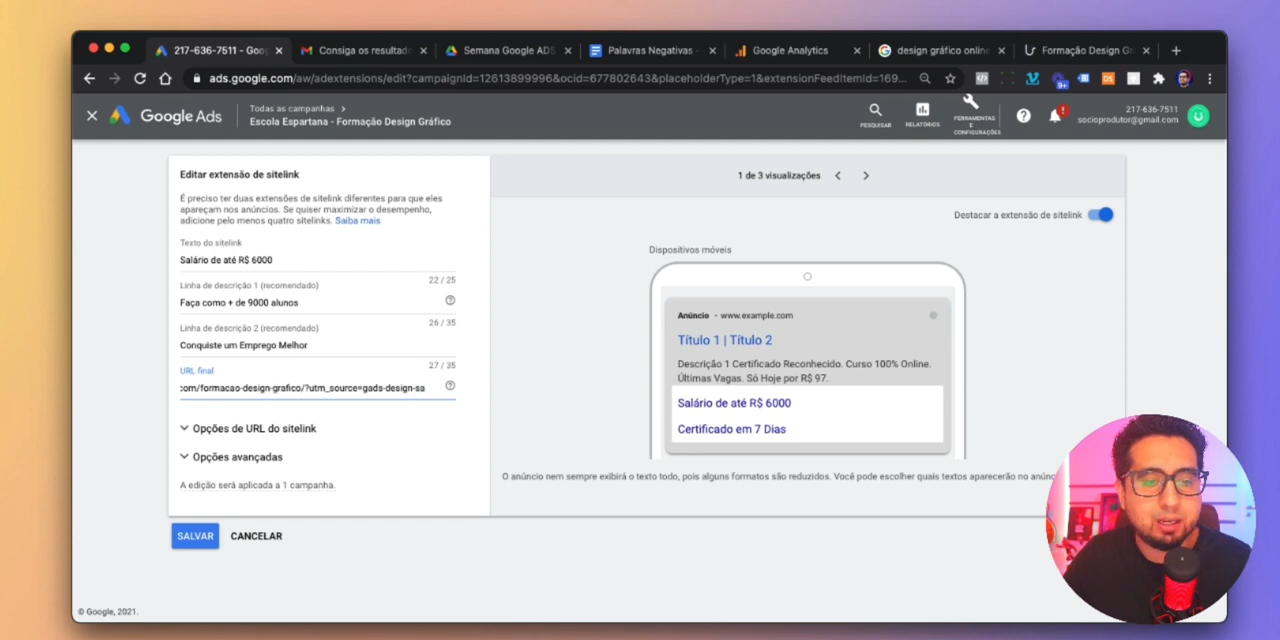 217-636-7511 - Goo
Consiga os resultado
Semana Google ADS
Palavras Negativas -
Google Analytics
design gráfico online
Formação Design Gr
ads.google.com/aw/adextensions/edit?campaignId=12613899996&ocid=677802643&placeholderType=1&extensionFeedItemId=169...
Google Ads
Todas as campanhas
Escola Espartana - Formação Design Gráfico
PESQUISAR
RELATÓRIOS
FERRAMENTAS
E
CONFIGURAÇÕES
217-636-7511
socioprodutor@gmail.com
Editar extensão de sitelink
É preciso ter duas extensões de sitelink diferentes para que eles
apareçam nos anúncios. Se quiser maximizar o desempenho,
adicione pelo menos quatro sitelinks. Saiba mais
Texto do sitelink
Salário de até R$ 6000
22 / 25
Linha de descrição 1 (recomendado)
Faça como + de 9000 alunos
26 / 35
Linha de descrição 2 (recomendado)
Conquiste um Emprego Melhor
27 / 35
URL final
:om/formacao-design-grafico/?utm_source=gads-design-sa
Opções de URL do sitelink
Opções avançadas
A edição será aplicada a 1 campanha.
SALVAR
CANCELAR
1 de 3 visualizações
Destacar a extensão de sitelink
Dispositivos móveis
Anúncio - www.example.com
Título 1 | Título 2
Descrição 1 Certificado Reconhecido. Curso 100% Online.
Últimas Vagas. Só Hoje por R$ 97.
Salário de até R$ 6000
Certificado em 7 Dias
O anúncio nem sempre exibirá o texto todo, pois alguns formatos são reduzidos. Você pode escolher quais textos aparecerão no anúnc
© Google, 2021.